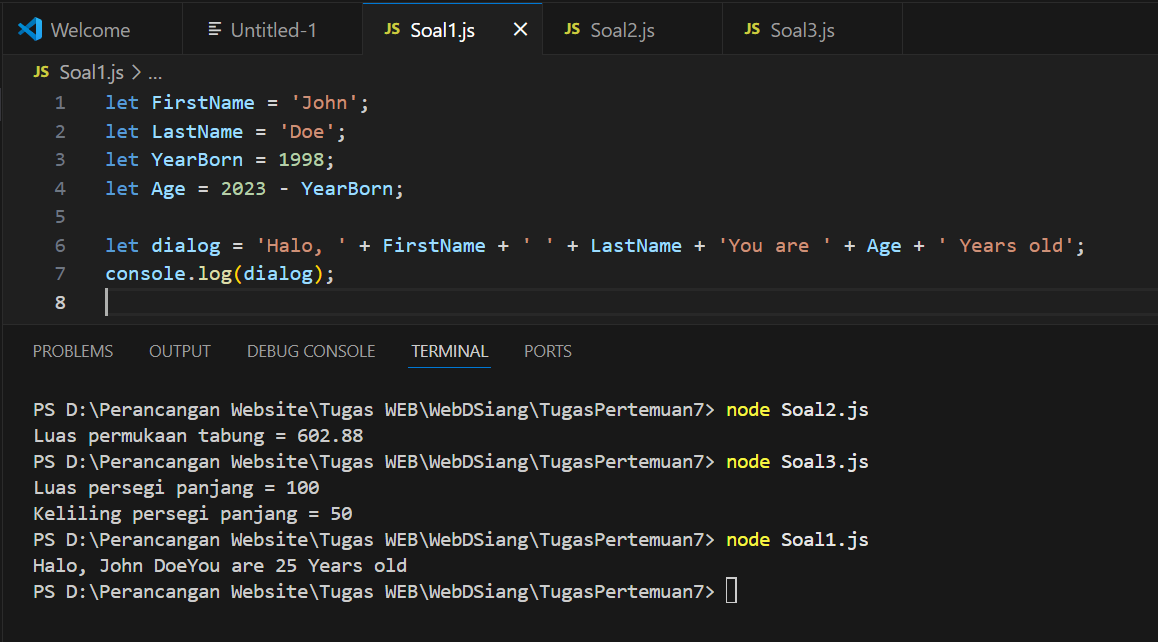 Welcome Untitled-1 JS Soal1.js × JS Soal2.js JS Soal3.js
JS Soal1.js > ...
1 let FirstName = 'John';
2 let LastName = 'Doe';
3 let YearBorn = 1998;
4 let Age = 2023 - YearBorn;
5
6 let dialog = 'Halo, ' + FirstName + ' ' + LastName + 'You are ' + Age + ' Years old';
7 console.log(dialog);
8
PROBLEMS OUTPUT DEBUG CONSOLE TERMINAL PORTS
PS D:\Perancangan Website\Tugas WEB\WebDSiang\TugasPertemuan7> node Soal2.js
Luas permukaan tabung = 602.88
PS D:\Perancangan Website\Tugas WEB\WebDSiang\TugasPertemuan7> node Soal3.js
Luas persegi panjang = 100
Keliling persegi panjang = 50
PS D:\Perancangan Website\Tugas WEB\WebDSiang\TugasPertemuan7> node Soal1.js
Halo, John DoeYou are 25 Years old
PS D:\Perancangan Website\Tugas WEB\WebDSiang\TugasPertemuan7>